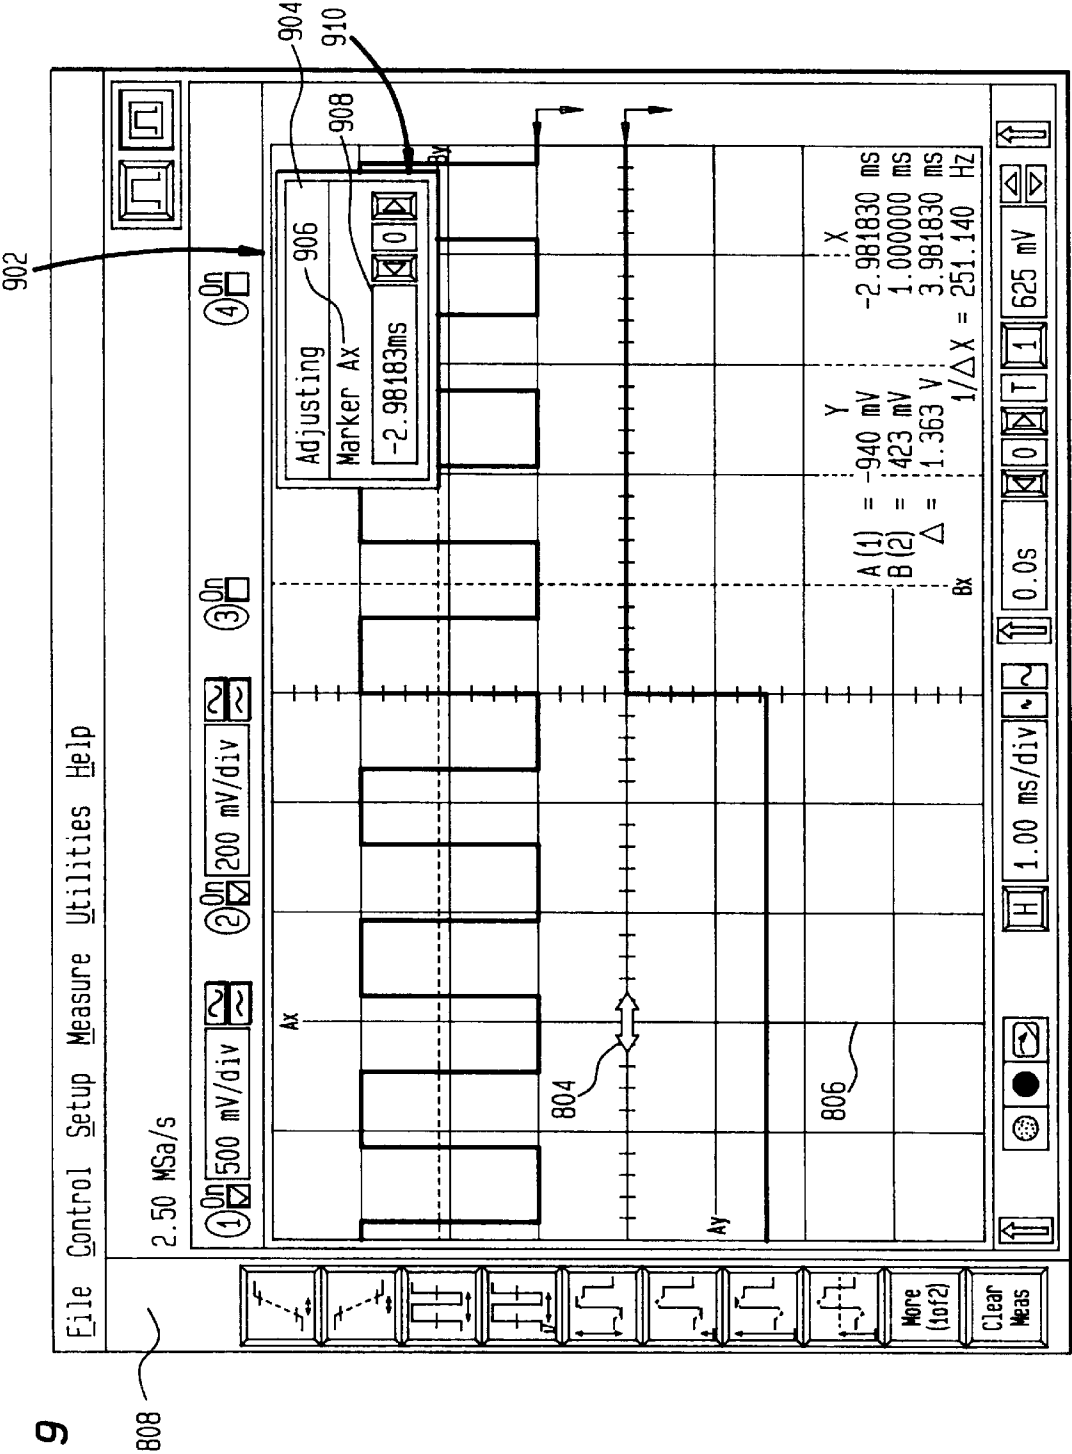 9
808
File Control Setup Measure Utilities Help
2.50 MSa/s
1 On 500 mV/div
2 On 200 mV/div
3 On
4 On
902
904
910
Adjusting
906
Marker Ax
908
-2.98183ms
0
By
Ax
804
806
Ay
Bx
Y X
A(1) = -940 mV -2.981830 ms
B(2) = 423 mV 1.000000 ms
△ = 1.363 V 3.981830 ms
1/△X = 251.140 Hz
H 1.00 ms/div
0.0s 0 T 1 625 mV
More
(1of2)
Clear
Meas